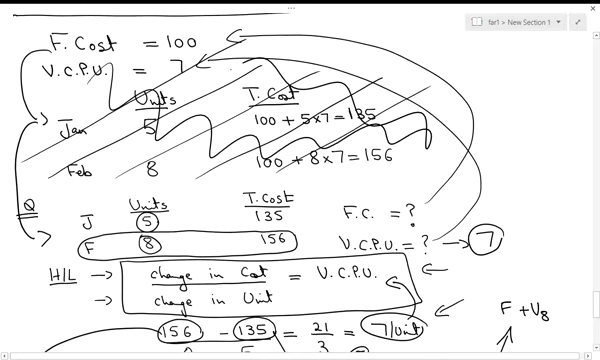 far1 > New Section 1
F. Cost = 100
V.C.P.U. = 7
Units T. Cost
Jan 5 100 + 5x7 = 135
Feb 8 100 + 8x7 = 156
Q Units T. Cost
J 5 135 F.C. = ?
F 8 156 V.C.P.U. = ? → 7
H/L → change in Cost = V.C.P.U.
→ change in Unit
156 - 135 = 21 = 7/Unit
3
F + V8